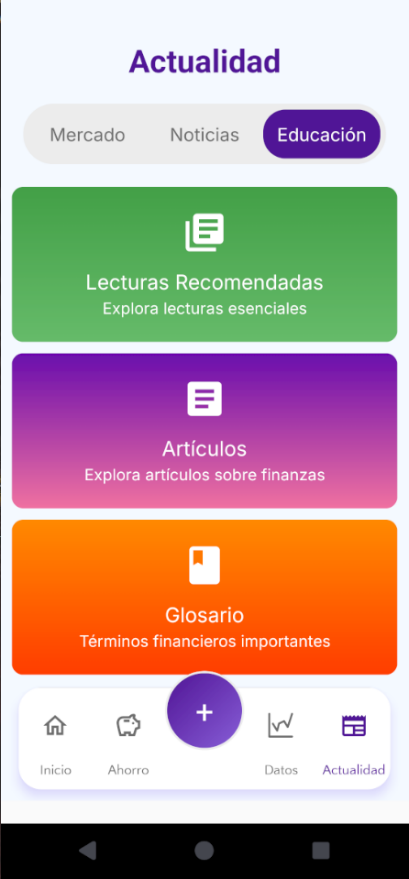 Actualidad
Mercado Noticias Educación
Lecturas Recomendadas
Explora lecturas esenciales
Artículos
Explora artículos sobre finanzas
Glosario
Términos financieros importantes
+
Inicio Ahorro Datos Actualidad